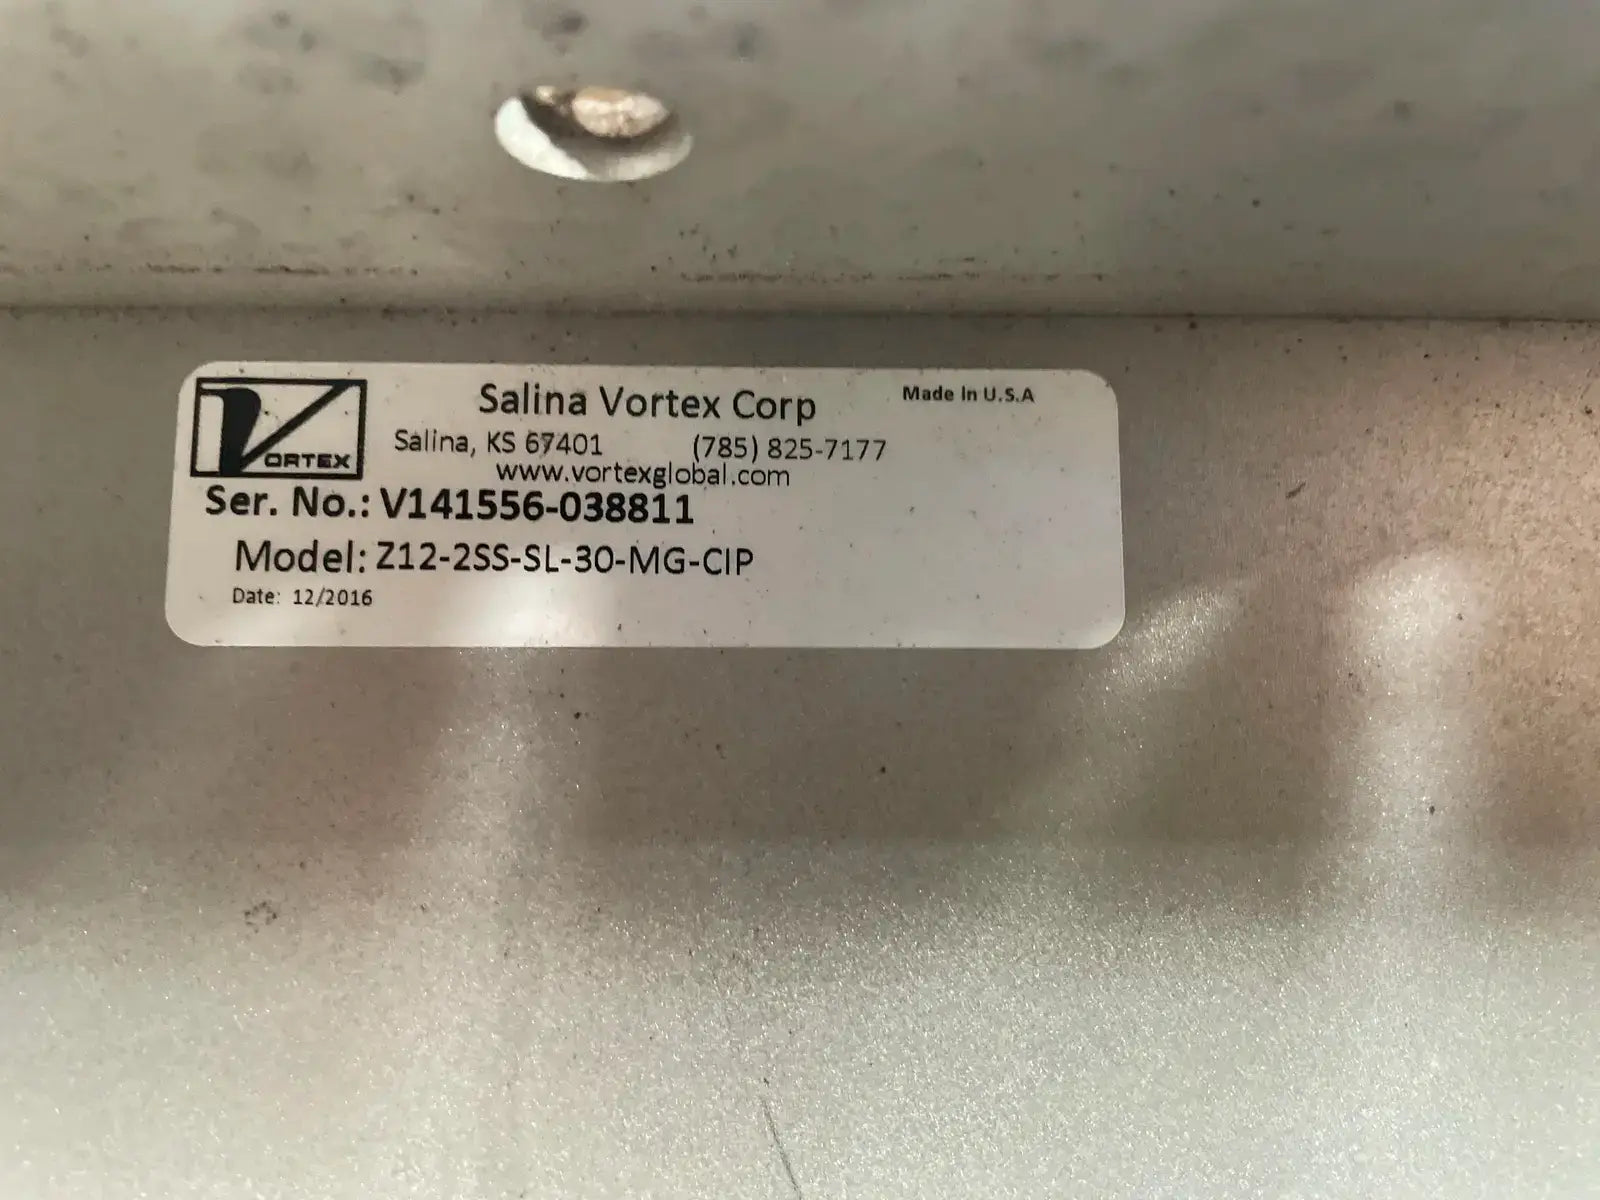 VORTEX
Salina Vortex Corp
Made In U.S.A
Salina, KS 67401 (785) 825-7177
www.vortexglobal.com
Ser. No.: V141556-038811
Model: Z12-2SS-SL-30-MG-CIP
Date: 12/2016